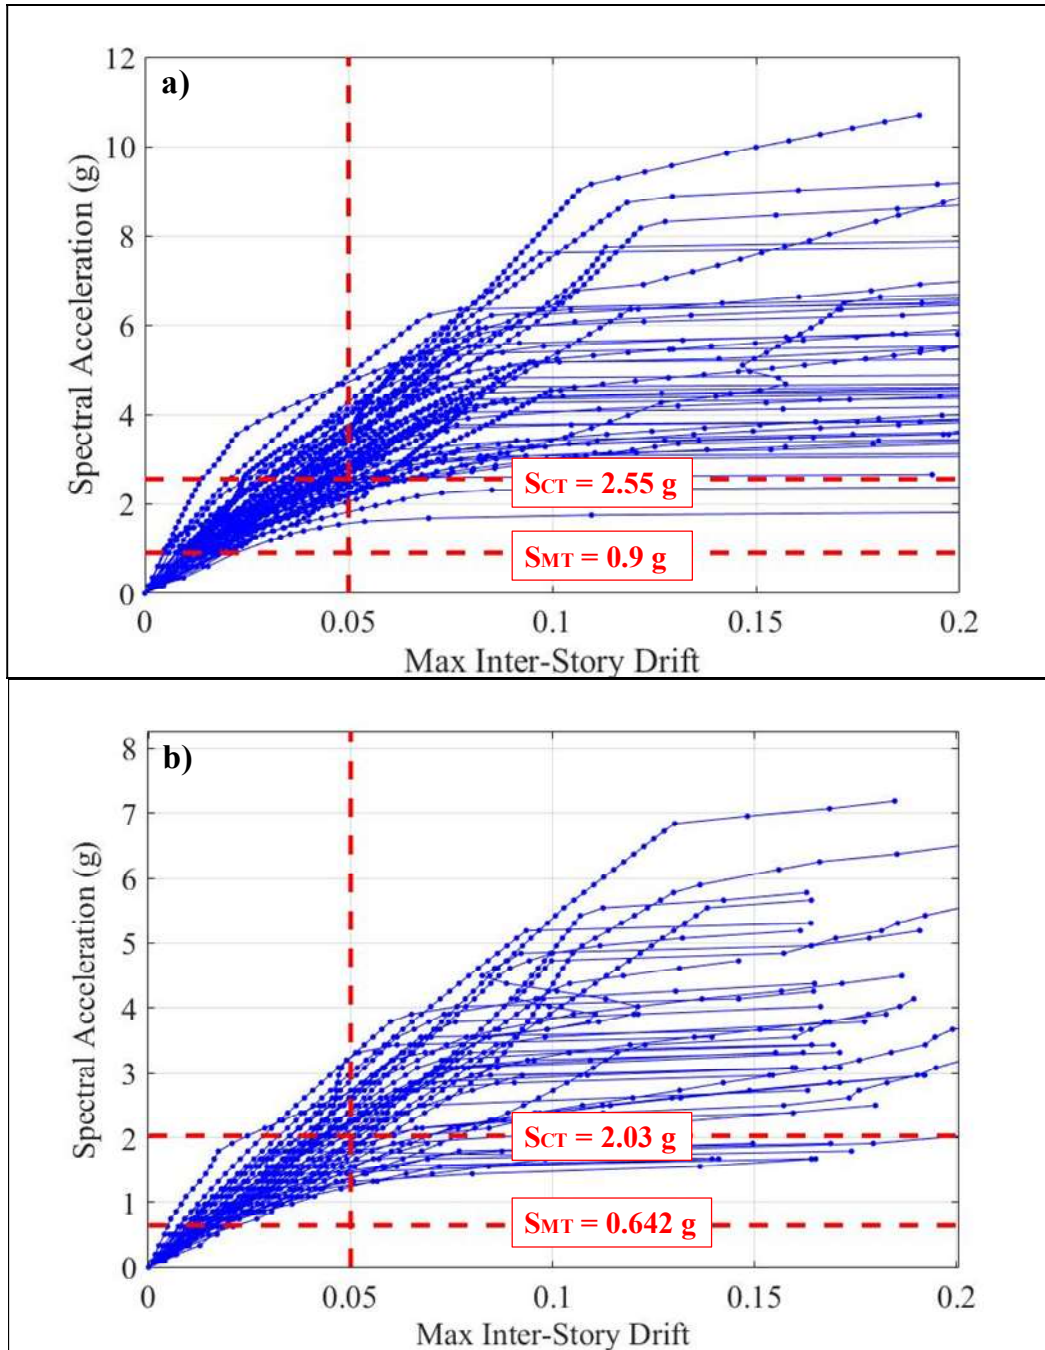 a)
12
10
8
6
4
2
0
Spectral Acceleration (g)
SCT = 2.55 g
SMT = 0.9 g
0 0.05 0.1 0.15 0.2
Max Inter-Story Drift
b)
8
7
6
5
4
3
2
1
0
Spectral Acceleration (g)
SCT = 2.03 g
SMT = 0.642 g
0 0.05 0.1 0.15 0.2
Max Inter-Story Drift